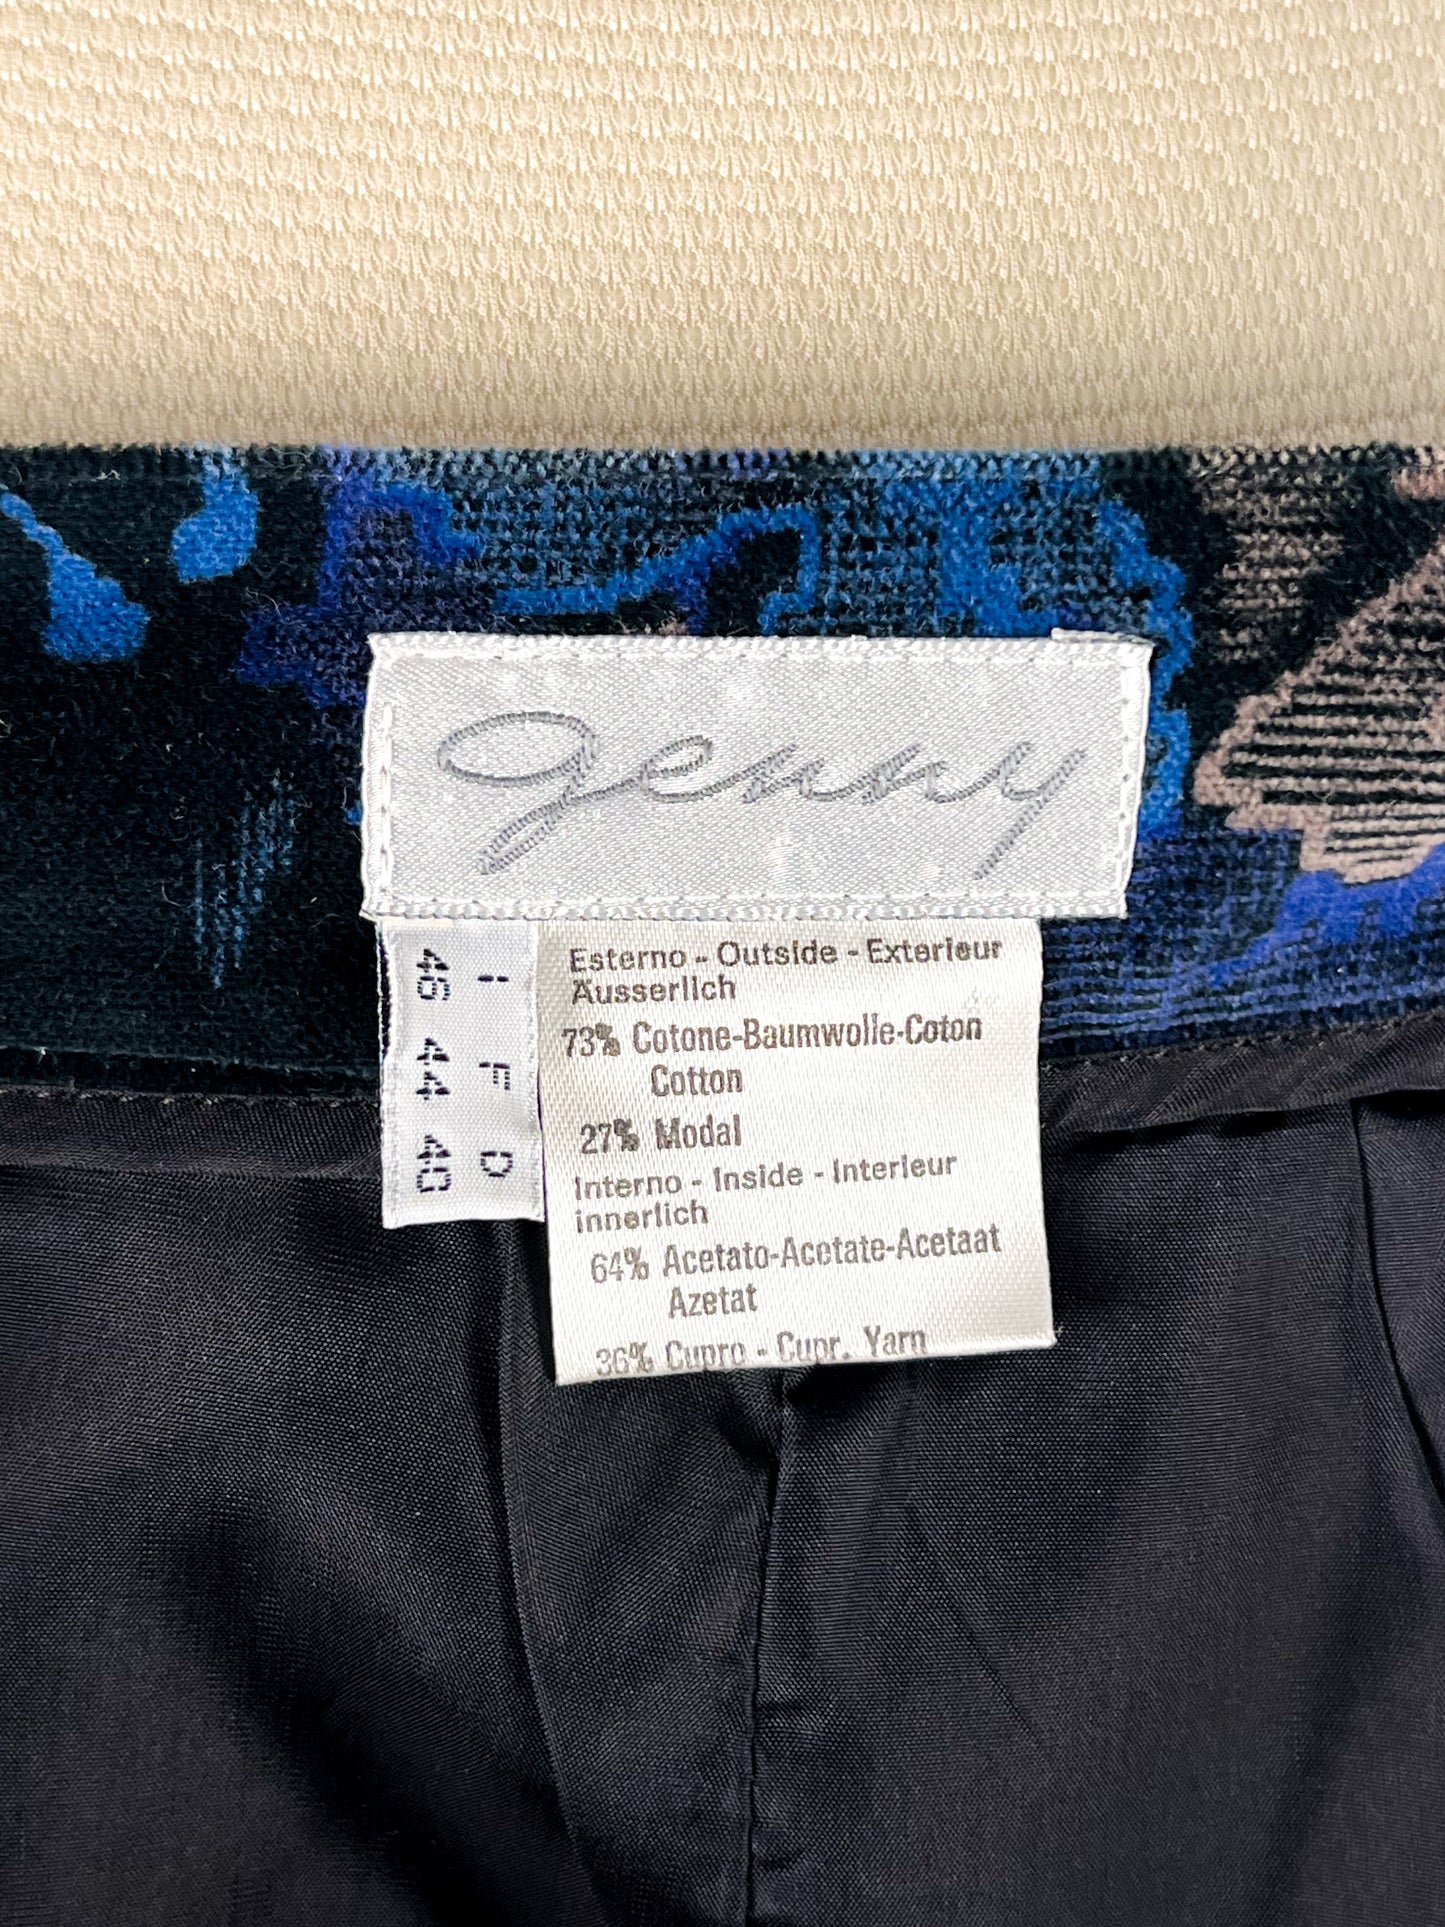 genny
I 46
F 44
D 40
Esterno - Outside - Exterieur
Äusserlich
73% Cotone-Baumwolle-Coton
Cotton
27% Modal
Interno - Inside - Interieur
innerlich
64% Acetato-Acetate-Acetaat
Azetat
36% Cupro - Cupr. Yarn